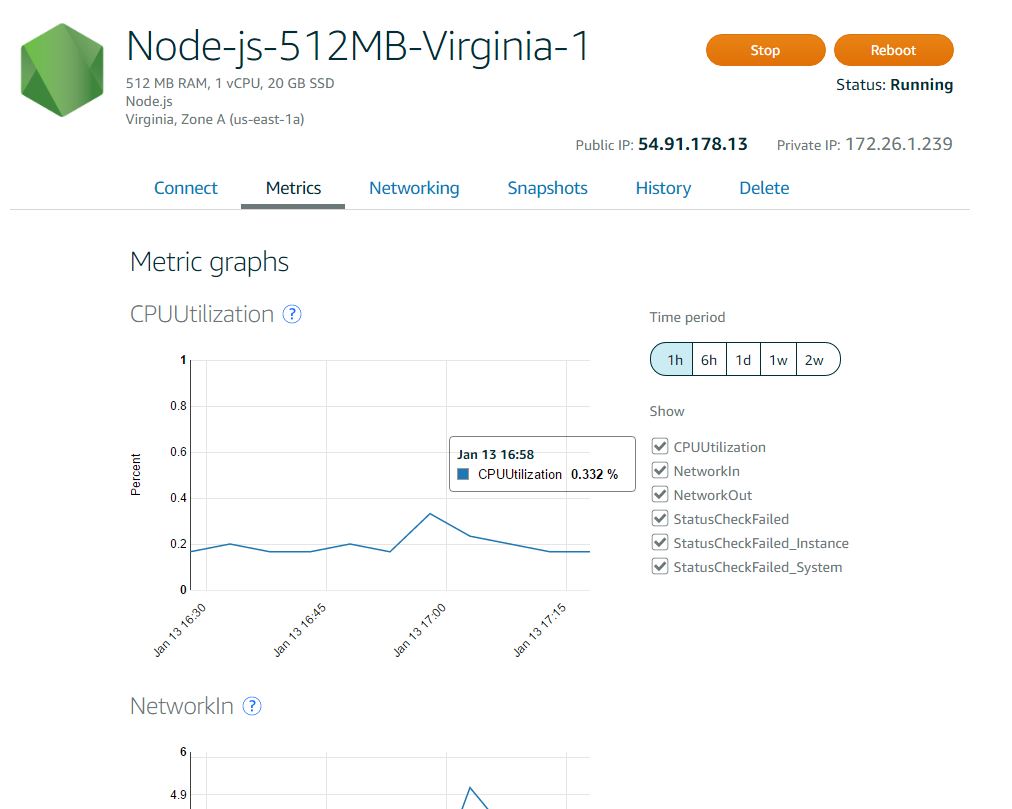 Node-js-512MB-Virginia-1
512 MB RAM, 1 vCPU, 20 GB SSD
Node.js
Virginia, Zone A (us-east-1a)
Stop
Reboot
Status: Running
Public IP: 54.91.178.13
Private IP: 172.26.1.239
Connect
Metrics
Networking
Snapshots
History
Delete
Metric graphs
CPUUtilization ?
1
0.8
0.6
0.4
0.2
0
Percent
Jan 13 16:58
CPUUtilization 0.332 %
Jan 13 16:30
Jan 13 16:45
Jan 13 17:00
Jan 13 17:15
Time period
1h 6h 1d 1w 2w
Show
CPUUtilization
NetworkIn
NetworkOut
StatusCheckFailed
StatusCheckFailed_Instance
StatusCheckFailed_System
NetworkIn ?
6
4.9